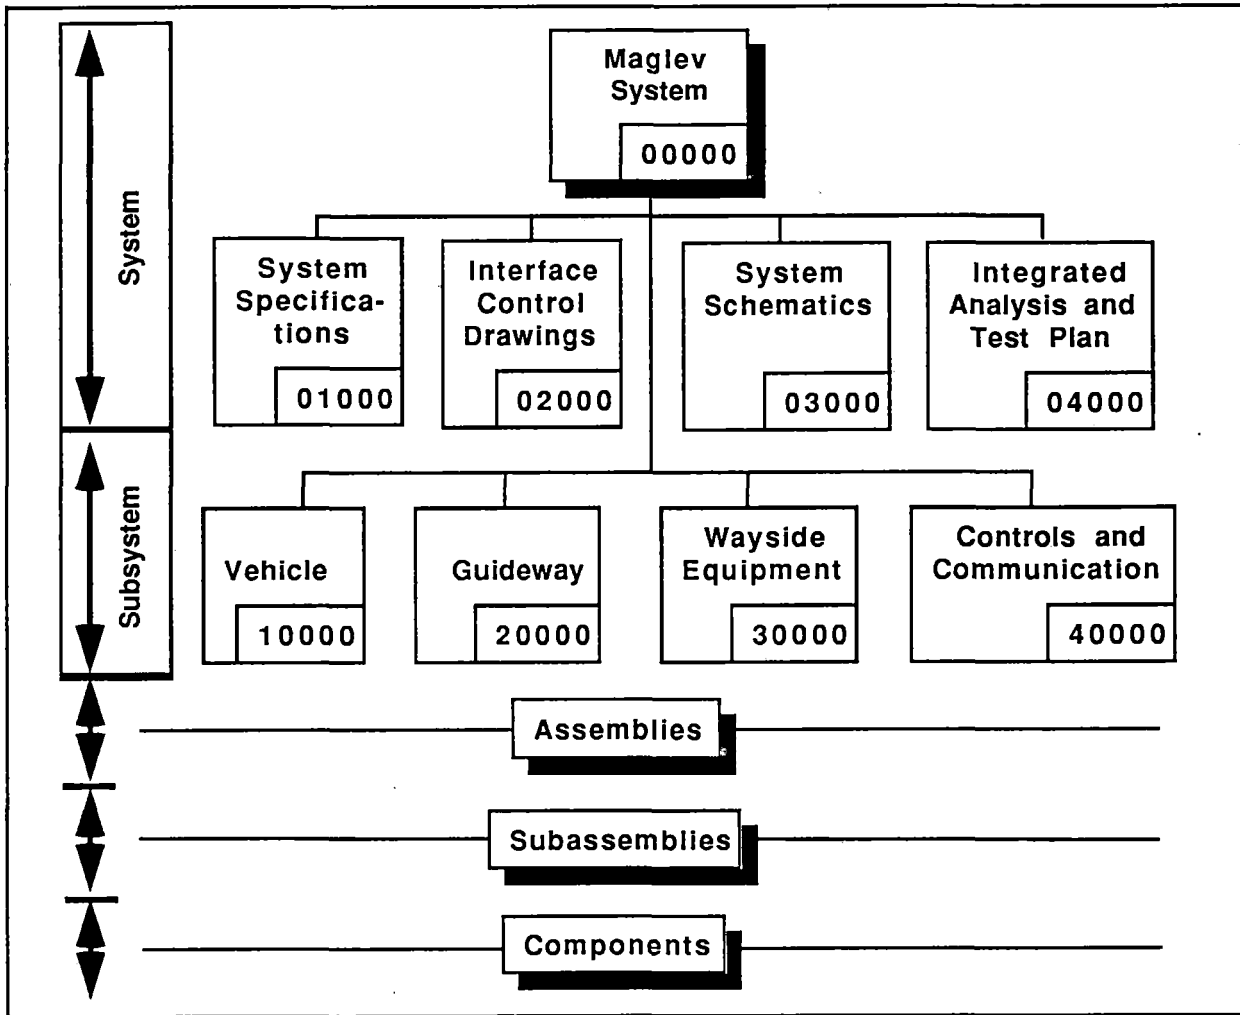 Maglev
System
00000
System
System
Specifica-
tions
01000
Interface
Control
Drawings
02000
System
Schematics
03000
Integrated
Analysis and
Test Plan
04000
Subsystem
Vehicle
10000
Guideway
20000
Wayside
Equipment
30000
Controls and
Communication
40000
Assemblies
Subassemblies
Components